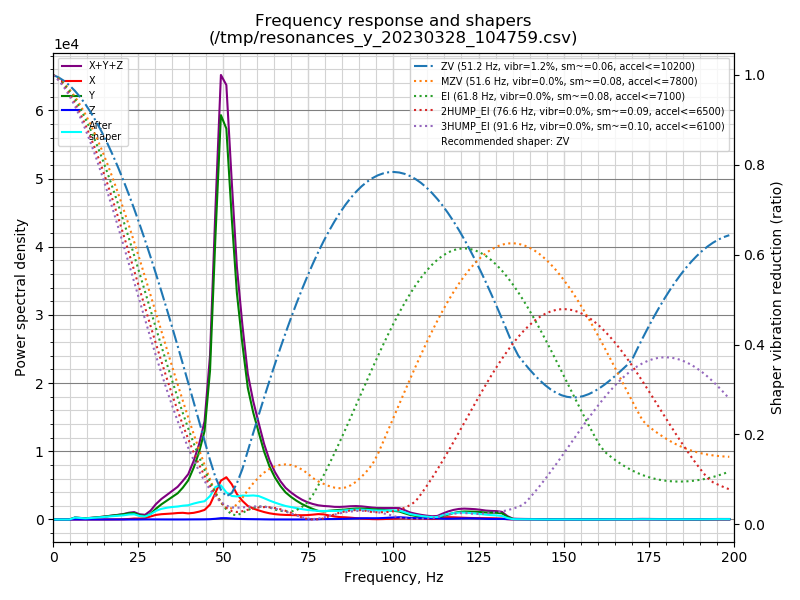 Frequency response and shapers
(/tmp/resonances_y_20230328_104759.csv)
1e4
X+Y+Z
X
Y
Z
After
shaper
ZV (51.2 Hz, vibr=1.2%, sm~=0.06, accel<=10200)
MZV (51.6 Hz, vibr=0.0%, sm~=0.08, accel<=7800)
EI (61.8 Hz, vibr=0.0%, sm~=0.08, accel<=7100)
2HUMP_EI (76.6 Hz, vibr=0.0%, sm~=0.09, accel<=6500)
3HUMP_EI (91.6 Hz, vibr=0.0%, sm~=0.10, accel<=6100)
Recommended shaper: ZV
Power spectral density
6
5
4
3
2
1
0
1.0
0.8
0.6
0.4
0.2
0.0
Shaper vibration reduction (ratio)
0 25 50 75 100 125 150 175 200
Frequency, Hz